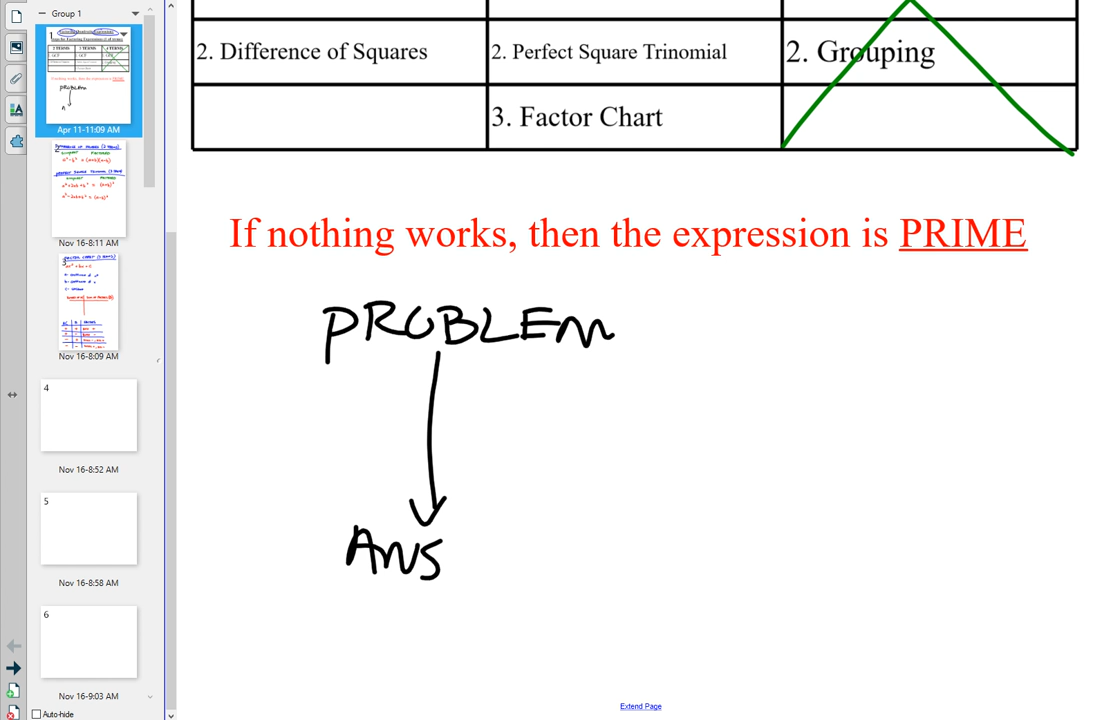 Group 1
1
Apr 11-11:09 AM
Nov 16-8:11 AM
Nov 16-8:09 AM
4
Nov 16-8:52 AM
5
Nov 16-8:58 AM
6
Nov 16-9:03 AM
Auto-hide
2. Difference of Squares 2. Perfect Square Trinomial 2. Grouping
3. Factor Chart
If nothing works, then the expression is PRIME
PROBLEM
ANS
Extend Page